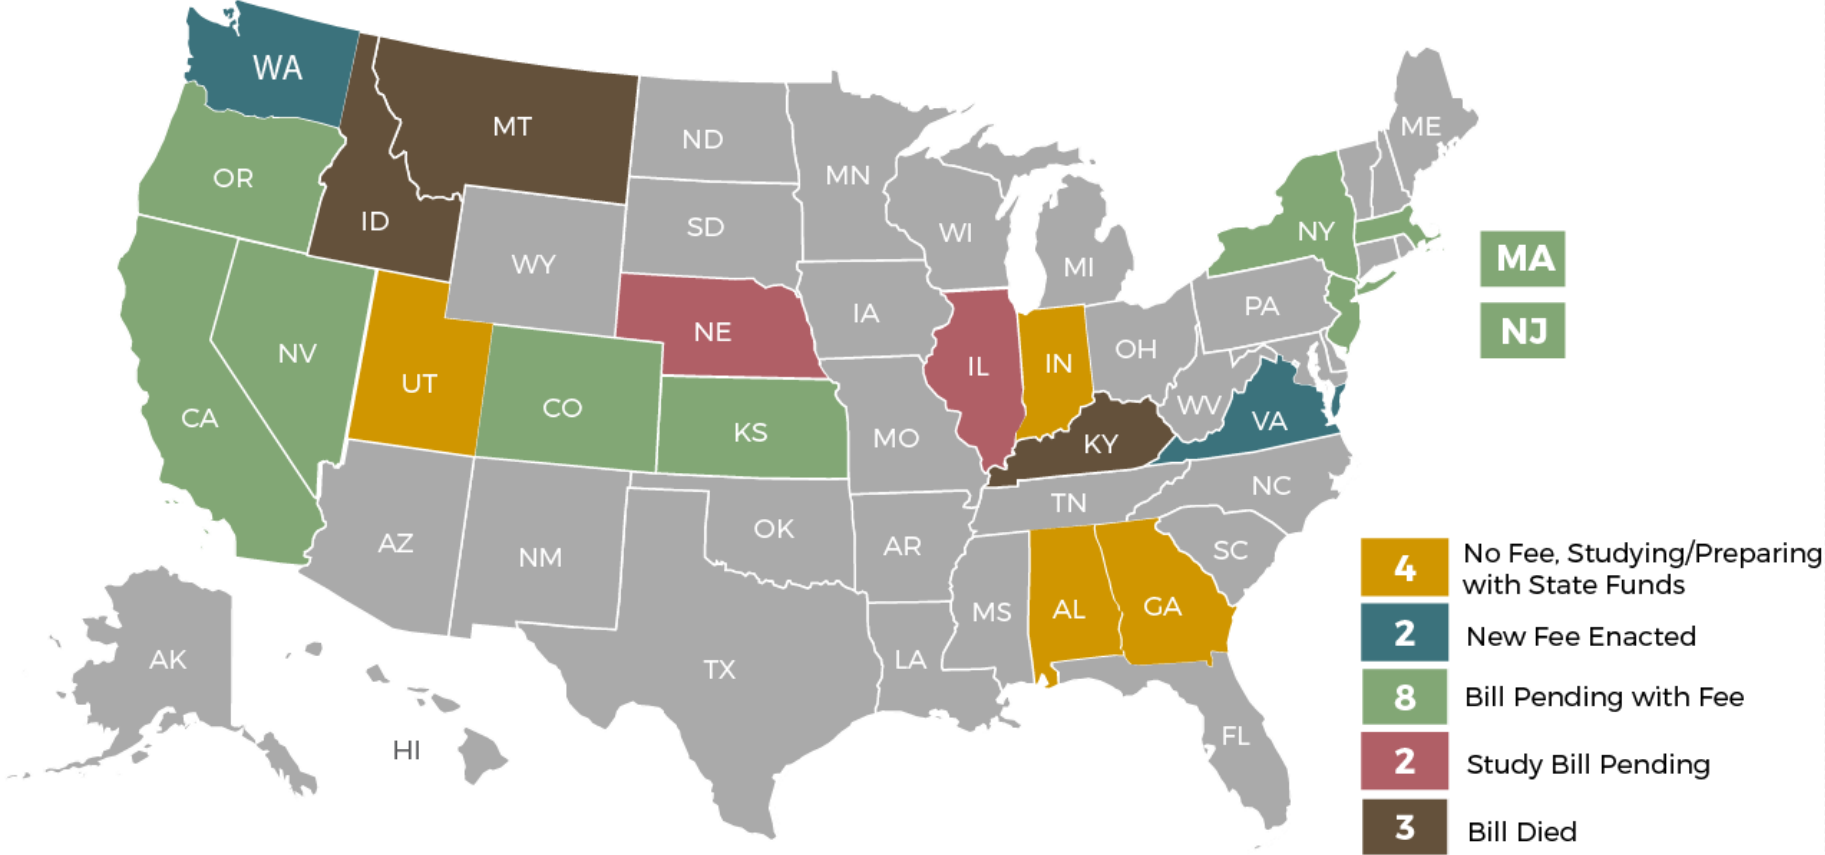 WA
MT
ND
MN
ME
OR
ID
SD
WI
NY
MI
MA
WY
PA
NJ
NE
IA
OH
NV
UT
IL
IN
CO
WV
CA
KS
MO
KY
VA
NC
TN
AZ
NM
OK
AR
SC
MS
AL
GA
AK
TX
LA
HI
FL
4 No Fee, Studying/Preparing
with State Funds
2 New Fee Enacted
8 Bill Pending with Fee
2 Study Bill Pending
3 Bill Died